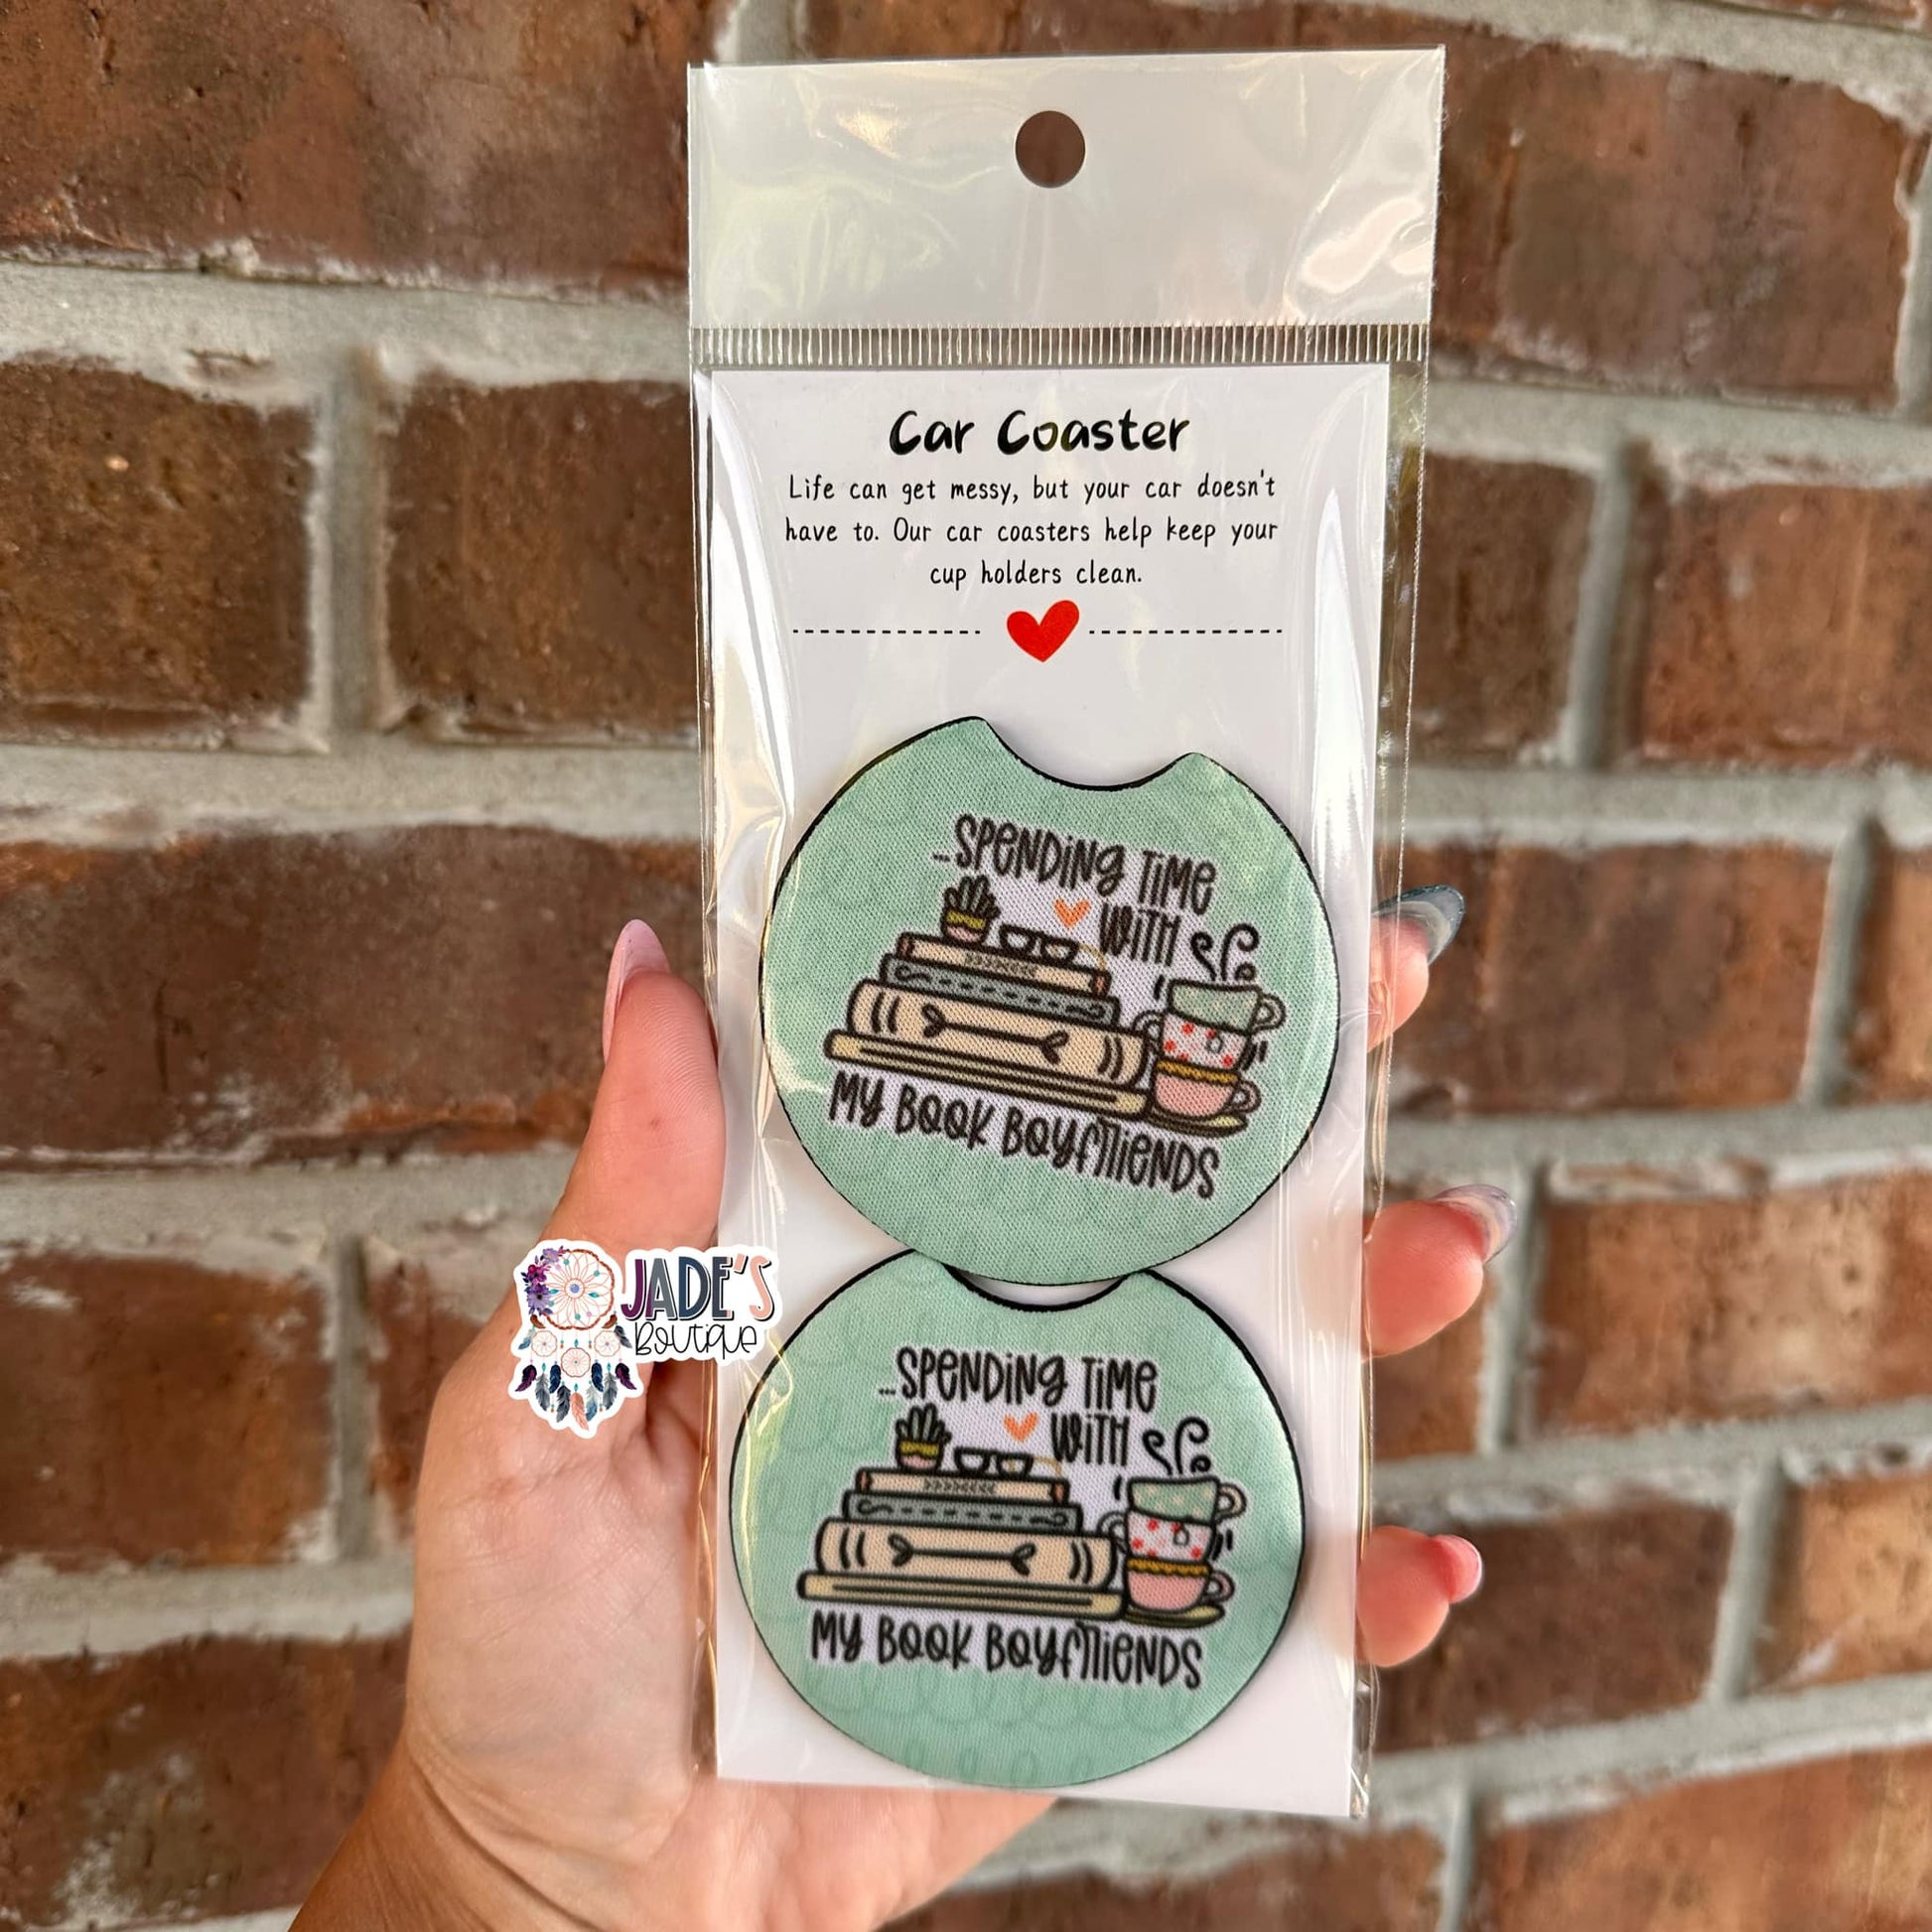 Car Coaster
Life can get messy, but your car doesn't
have to. Our car coasters help keep your
cup holders clean.
...SPENDING TIME
WITH
MY BOOK BOYFRIENDS
JADE'S
Boutique
...SPENDING TIME
WITH
MY BOOK BOYFRIENDS